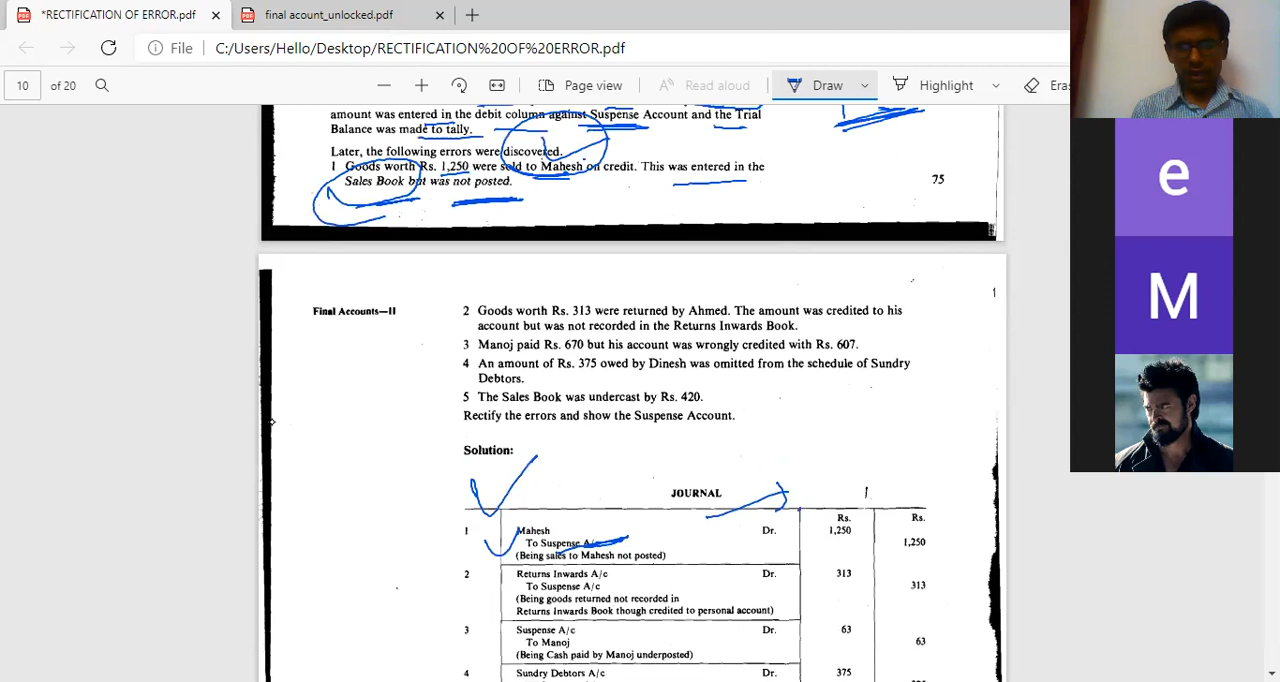 *RECTIFICATION OF ERROR.pdf
final acount_unlocked.pdf
File
C:/Users/Hello/Desktop/RECTIFICATION%20OF%20ERROR.pdf
10 of 20
Page view
Read aloud
Draw
Highlight
Eras
amount was entered in the debit column against Suspense Account and the Trial
Balance was made to tally.
Later, the following errors were discovered.
1 Goods worth Rs. 1,250 were sold to Mahesh on credit. This was entered in the
Sales Book but was not posted.
75
Final Accounts—II
2 Goods worth Rs. 313 were returned by Ahmed. The amount was credited to his
account but was not recorded in the Returns Inwards Book.
3 Manoj paid Rs. 670 but his account was wrongly credited with Rs. 607.
4 An amount of Rs. 375 owed by Dinesh was omitted from the schedule of Sundry
Debtors.
5 The Sales Book was undercast by Rs. 420.
Rectify the errors and show the Suspense Account.
Solution:
JOURNAL
Rs. Rs.
1 Mahesh Dr. 1,250
To Suspense A/c 1,250
(Being sales to Mahesh not posted)
2 Returns Inwards A/c Dr. 313
To Suspense A/c 313
(Being goods returned not recorded in
Returns Inwards Book though credited to personal account)
3 Suspense A/c Dr. 63
To Manoj 63
(Being Cash paid by Manoj underposted)
4 Sundry Debtors A/c Dr. 375
e
M